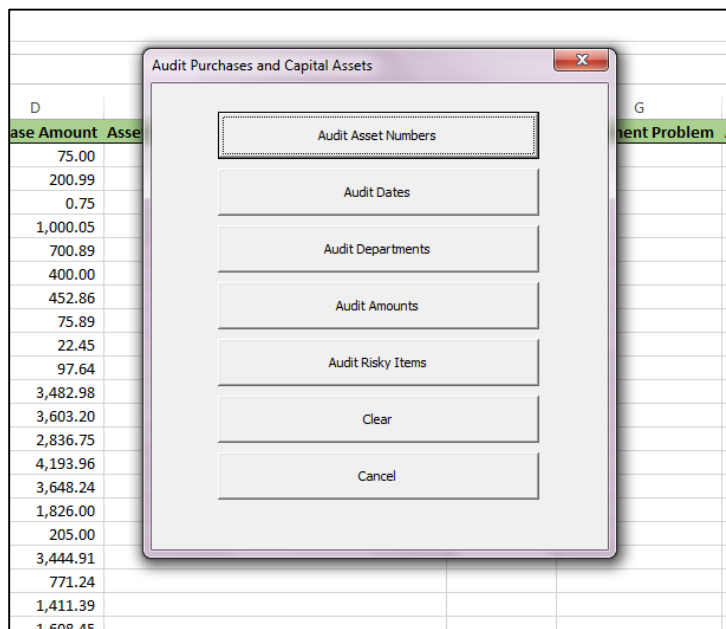 Audit Purchases and Capital Assets
D
G
ase Amount Asse
nent Problem
75.00
Audit Asset Numbers
200.99
Audit Dates
0.75
1,000.05
700.89
Audit Departments
400.00
452.86
Audit Amounts
75.89
22.45
97.64
Audit Risky Items
3,482.98
3,603.20
Clear
2,836.75
4,193.96
Cancel
3,648.24
1,826.00
205.00
3,444.91
771.24
1,411.39
1,608.45